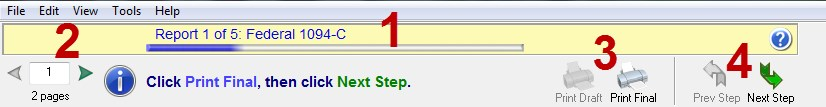 File Edit View Tools Help
Report 1 of 5: Federal 1094-C
1
2
3
4
?
1
2 pages
i
Click Print Final, then click Next Step.
Print Draft Print Final
Prev Step Next Step